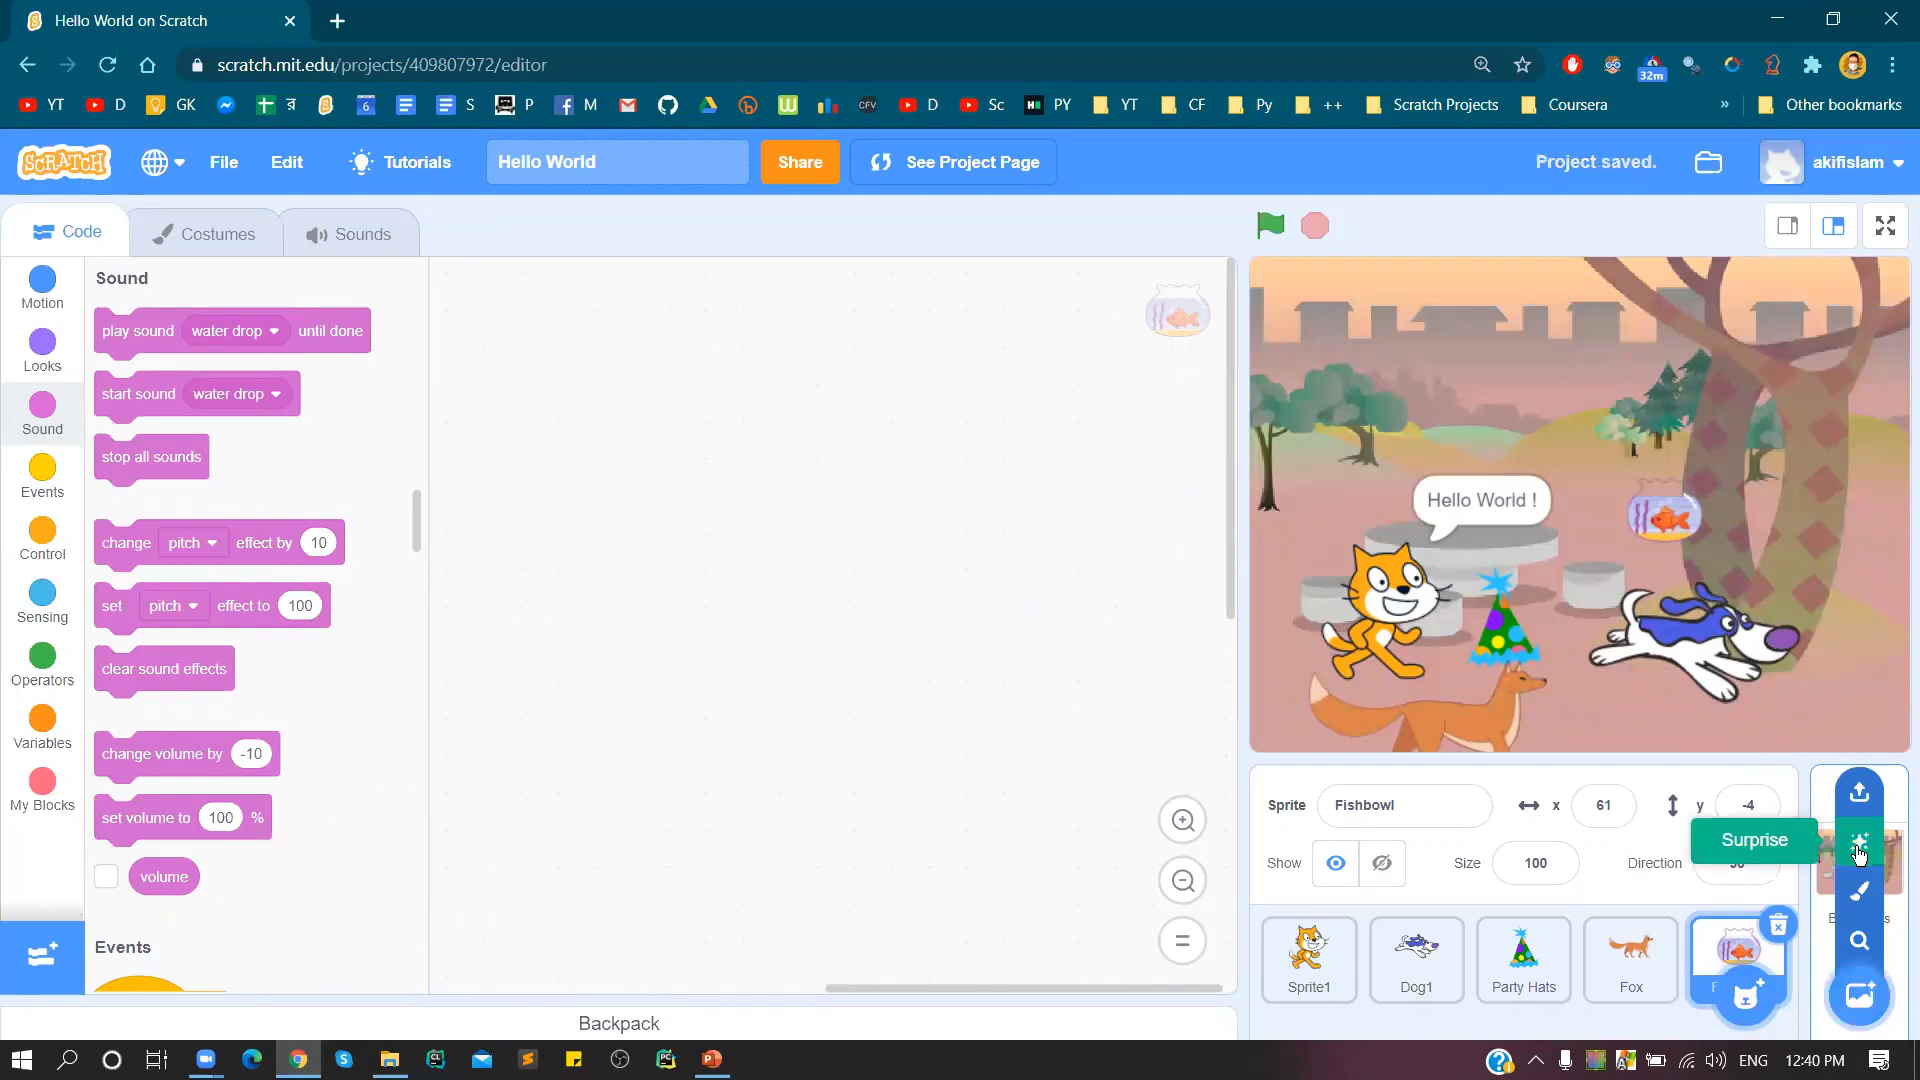 Hello World on Scratch
scratch.mit.edu/projects/409807972/editor
32m
YT D GK র 6 S P M CFV D Sc PY YT CF Py ++ Scratch Projects Coursera » Other bookmarks
SCRATCH File Edit Tutorials Hello World Share See Project Page Project saved. akifislam
Code Costumes Sounds
Motion
Looks
Sound
Events
Control
Sensing
Operators
Variables
My Blocks
Sound
play sound water drop until done
start sound water drop
stop all sounds
change pitch effect by 10
set pitch effect to 100
clear sound effects
change volume by -10
set volume to 100 %
volume
Events
Hello World !
Sprite Fishbowl x 61 y -4
Surprise
Show Size 100 Direction
Sprite1 Dog1 Party Hats Fox
Backpack
ENG 12:40 PM